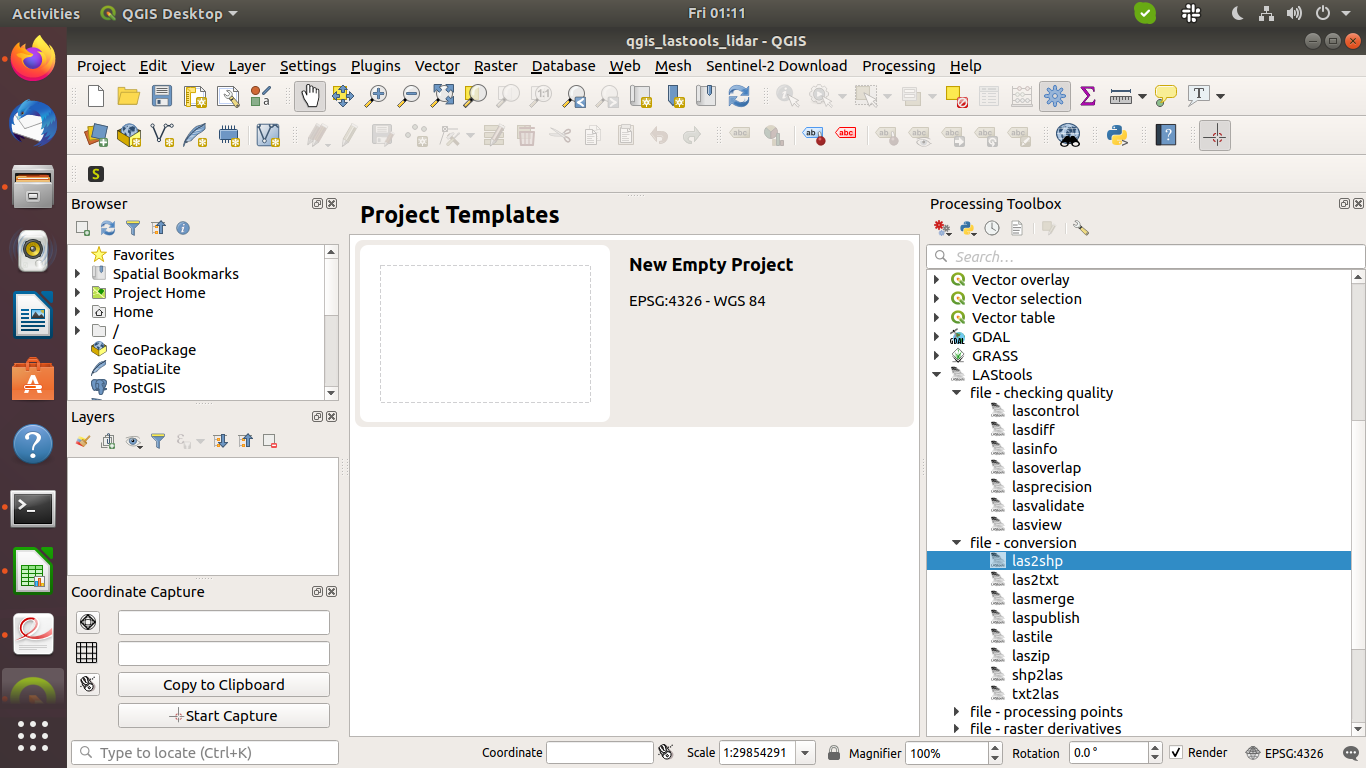 Activities QGIS Desktop Fri 01:11
qgis_lastools_lidar - QGIS
Project Edit View Layer Settings Plugins Vector Raster Database Web Mesh Sentinel-2 Download Processing Help
Browser
Favorites
Spatial Bookmarks
Project Home
Home
/
GeoPackage
SpatiaLite
PostGIS
Layers
Coordinate Capture
Copy to Clipboard
Start Capture
Type to locate (Ctrl+K)
Project Templates
New Empty Project
EPSG:4326 - WGS 84
Processing Toolbox
Search...
Vector overlay
Vector selection
Vector table
GDAL
GRASS
LAStools
file - checking quality
lascontrol
lasdiff
lasinfo
lasoverlap
lasprecision
lasvalidate
lasview
file - conversion
las2shp
las2txt
lasmerge
laspublish
lastile
laszip
shp2las
txt2las
file - processing points
file - raster derivatives
Coordinate Scale 1:29854291 Magnifier 100% Rotation 0.0 ° Render EPSG:4326